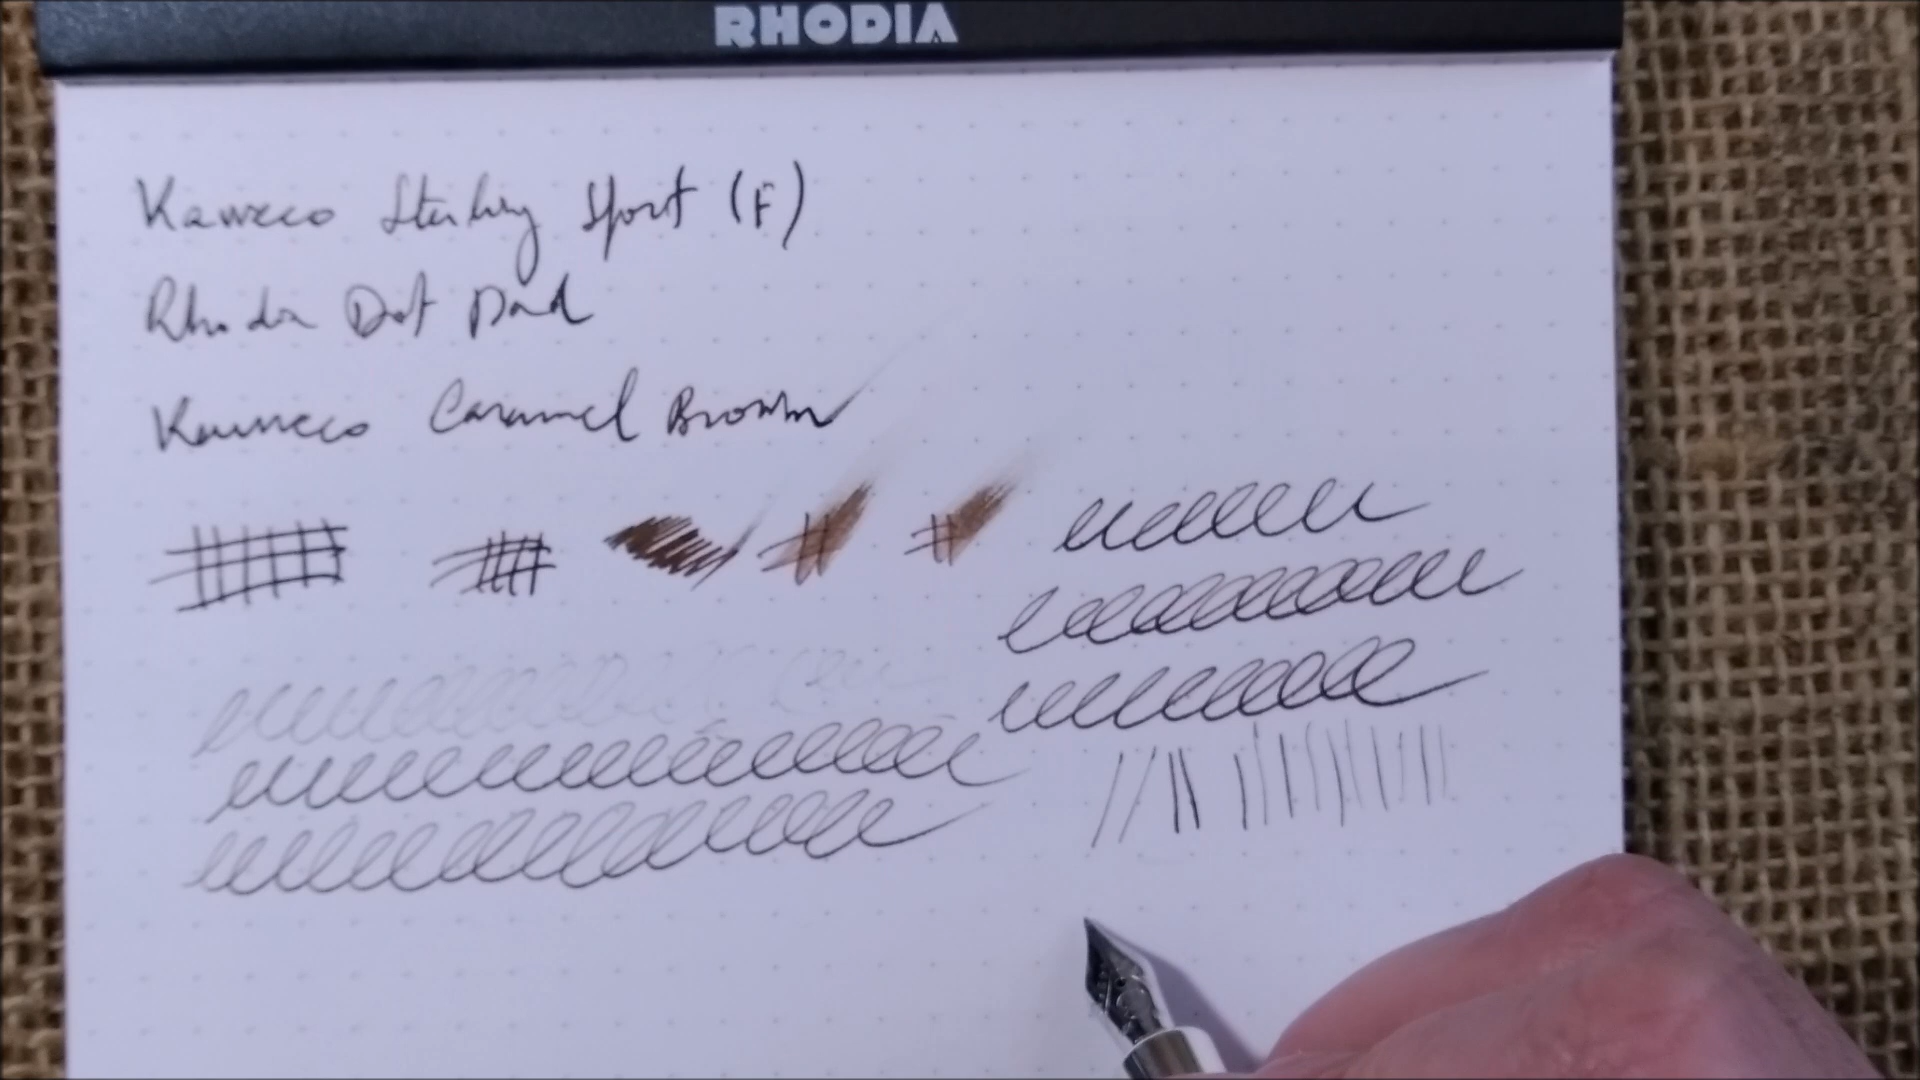 RHODIA
Kaweco Sterling Sport (F)
Rhodia Dot Pad
Kaweco Caramel Brown